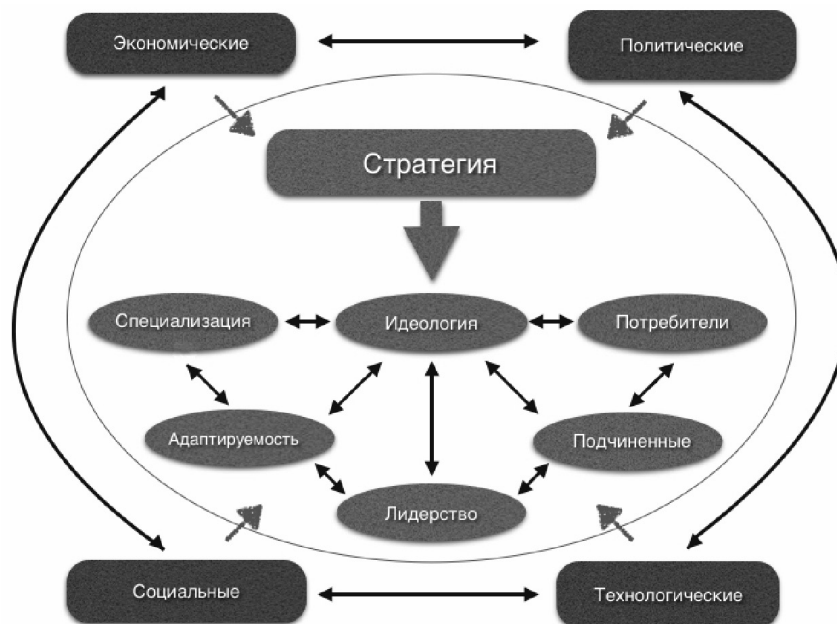 Экономические
Политические
Стратегия
Специализация
Идеология
Потребители
Адаптируемость
Подчиненные
Лидерство
Социальные
Технологические